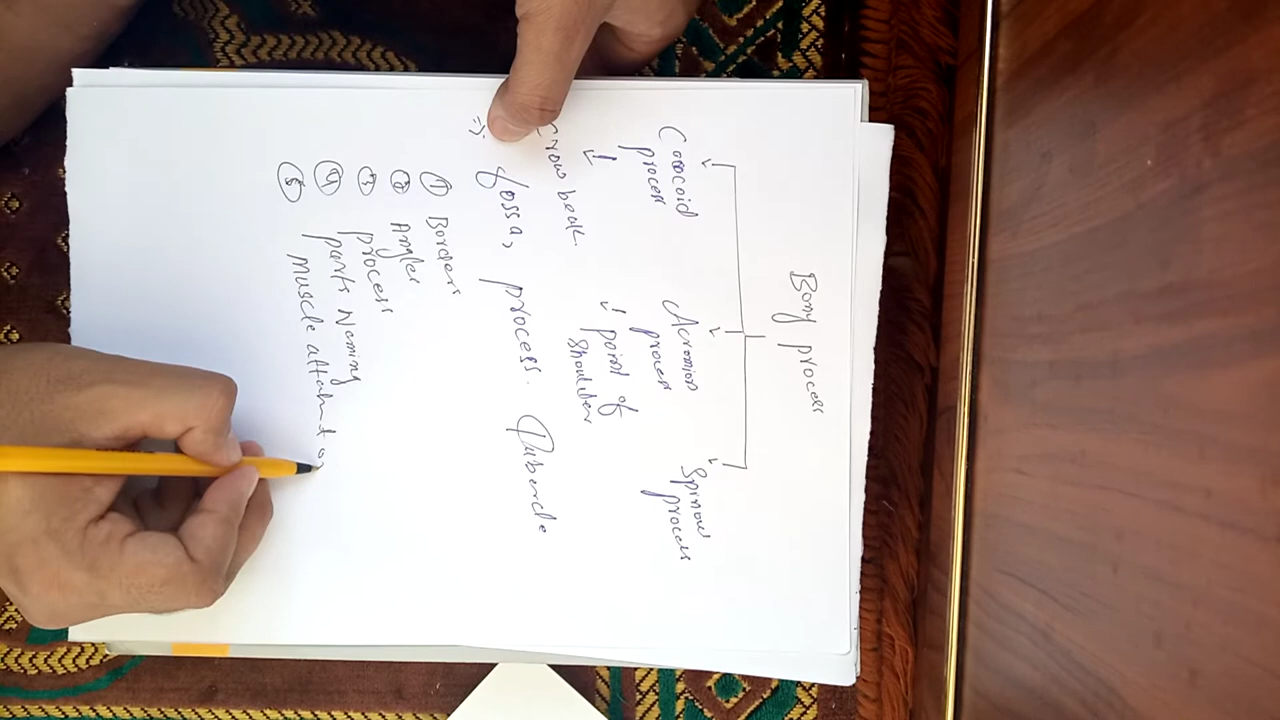 Bony process
Coracoid process
Acromion process
Spinous process
↓
↓ point of shoulder
Crow beak.
⇒ fossa, process. Tubercle
① Borders
② Angles
③ process
④ parts Naming
⑤ Muscle attachmt